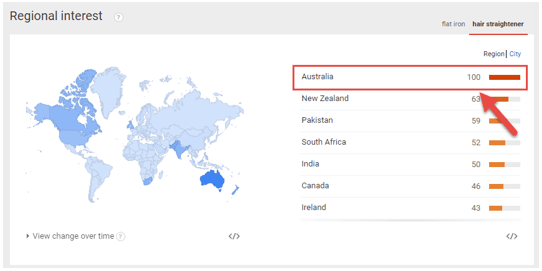 Regional interest ?
flat iron hair straightener
Region | City
Australia 100
New Zealand 63
Pakistan 59
South Africa 52
India 50
Canada 46
Ireland 43
View change over time ? </> </>